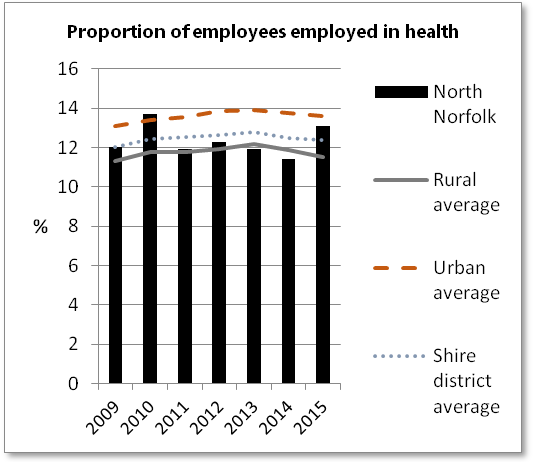 Proportion of employees employed in health
16
14
12
10
8
6
4
2
0
%
2009
2010
2011
2012
2013
2014
2015
North
Norfolk
Rural
average
Urban
average
Shire
district
average